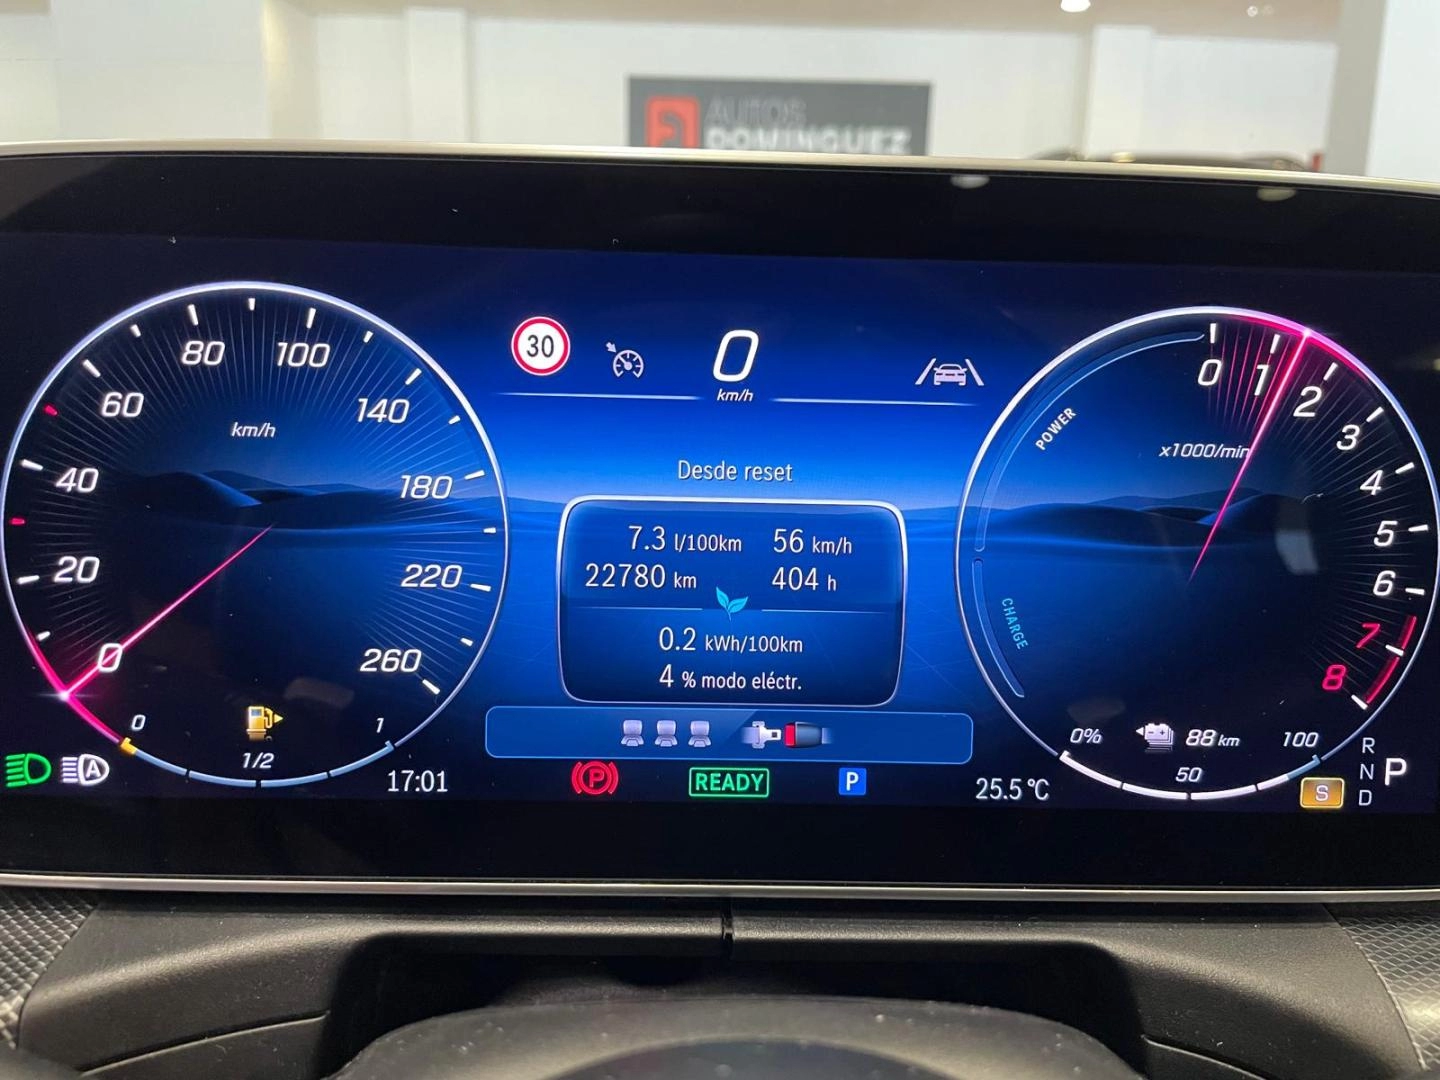 AUTOS
DOMINGUEZ
0
20
40
60
80
100
140
180
220
260
km/h
0
1/2
1
17:01
30
0
km/h
Desde reset
7.3 l/100km 56 km/h
22780 km 404 h
0.2 kWh/100km
4 % modo eléctr.
P
READY
P
25.5 °C
POWER
CHARGE
0
1
2
3
4
5
6
7
8
x1000/min
0% 88 km 100
50
S
R
N
D
P
A